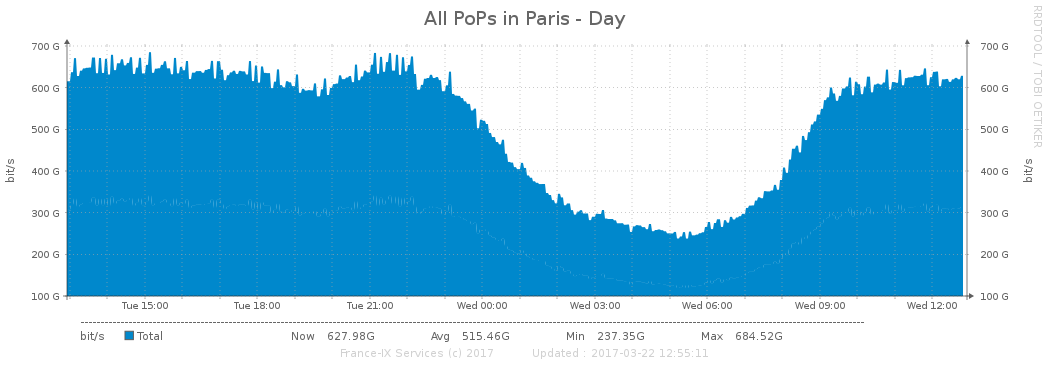 All PoPs in Paris - Day
RRDTOOL / TOBI OETIKER
700 G 700 G
600 G 600 G
500 G 500 G
400 G 400 G
300 G 300 G
200 G 200 G
100 G 100 G
bit/s
bit/s
Tue 15:00 Tue 18:00 Tue 21:00 Wed 00:00 Wed 03:00 Wed 06:00 Wed 09:00 Wed 12:00
bit/s Total Now 627.98G Avg 515.46G Min 237.35G Max 684.52G
France-IX Services (c) 2017 Updated : 2017-03-22 12:55:11